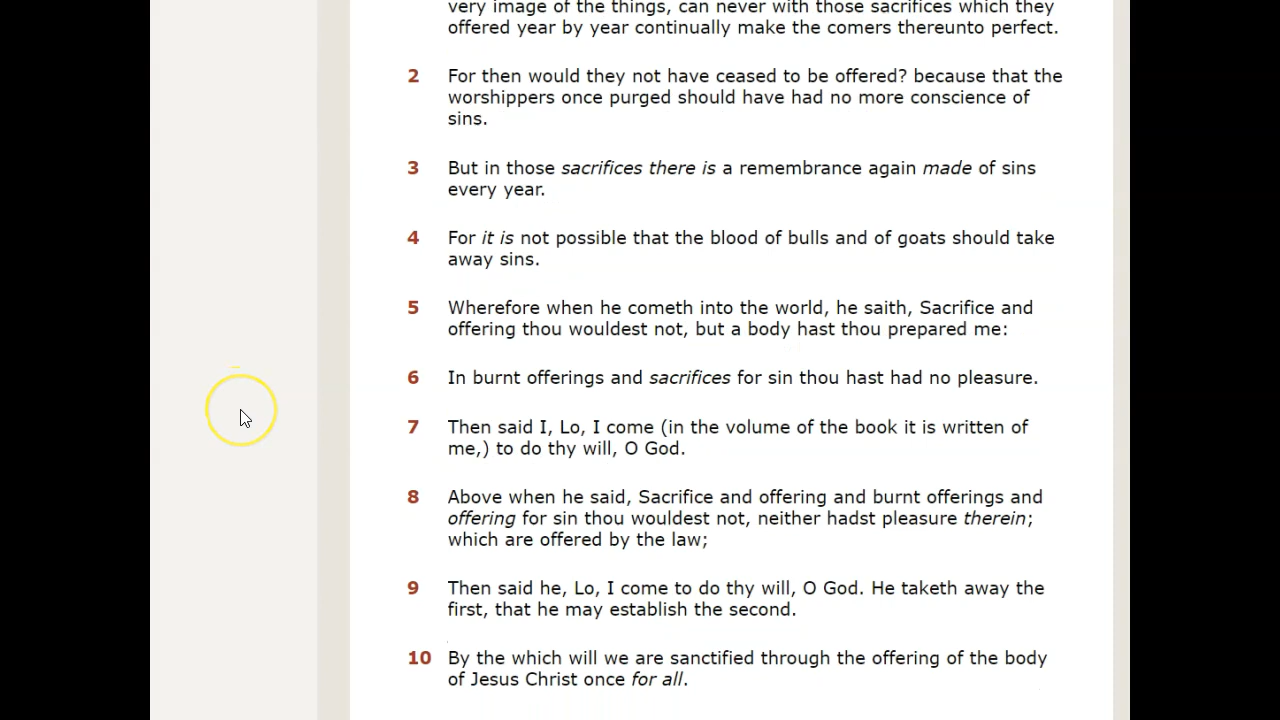 very image of the things, can never with those sacrifices which they
offered year by year continually make the comers thereunto perfect.
2 For then would they not have ceased to be offered? because that the
worshippers once purged should have had no more conscience of
sins.
3 But in those sacrifices there is a remembrance again made of sins
every year.
4 For it is not possible that the blood of bulls and of goats should take
away sins.
5 Wherefore when he cometh into the world, he saith, Sacrifice and
offering thou wouldest not, but a body hast thou prepared me:
6 In burnt offerings and sacrifices for sin thou hast had no pleasure.
7 Then said I, Lo, I come (in the volume of the book it is written of
me,) to do thy will, O God.
8 Above when he said, Sacrifice and offering and burnt offerings and
offering for sin thou wouldest not, neither hadst pleasure therein;
which are offered by the law;
9 Then said he, Lo, I come to do thy will, O God. He taketh away the
first, that he may establish the second.
10 By the which will we are sanctified through the offering of the body
of Jesus Christ once for all.